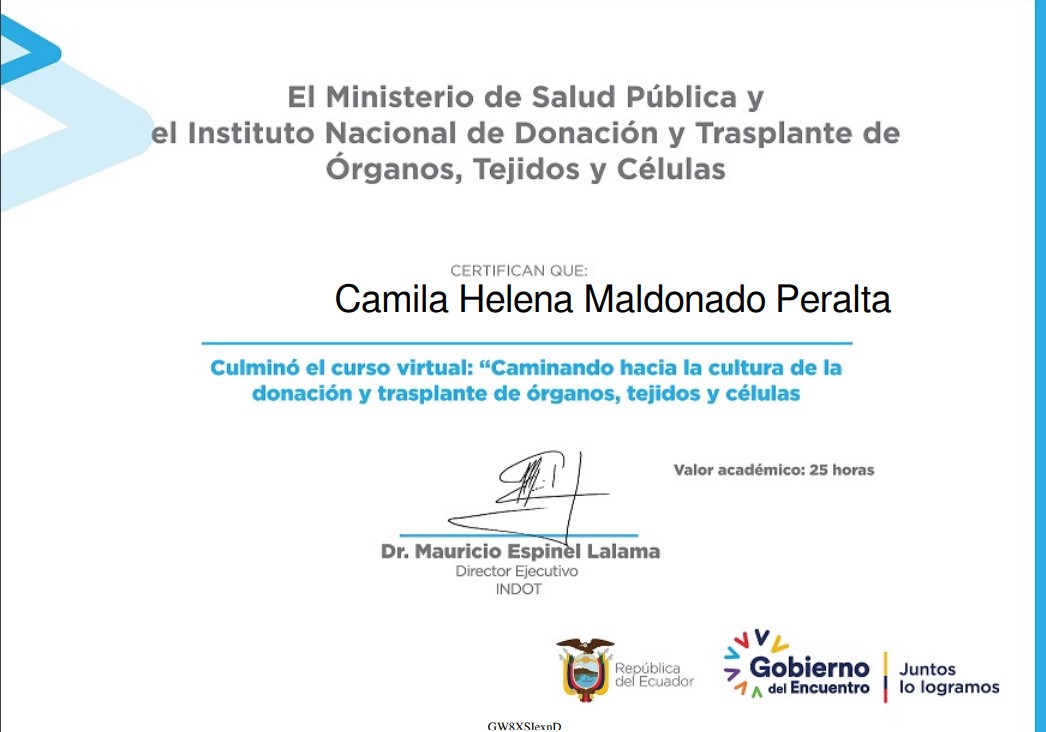 El Ministerio de Salud Pública y
el Instituto Nacional de Donación y Trasplante de
Órganos, Tejidos y Células
CERTIFICAN QUE:
Camila Helena Maldonado Peralta
Culminó el curso virtual: “Caminando hacia la cultura de la
donación y trasplante de órganos, tejidos y células
Valor académico: 25 horas
Dr. Mauricio Espinel Lalama
Director Ejecutivo
INDOT
República
del Ecuador
Gobierno
del Encuentro
Juntos
lo logramos